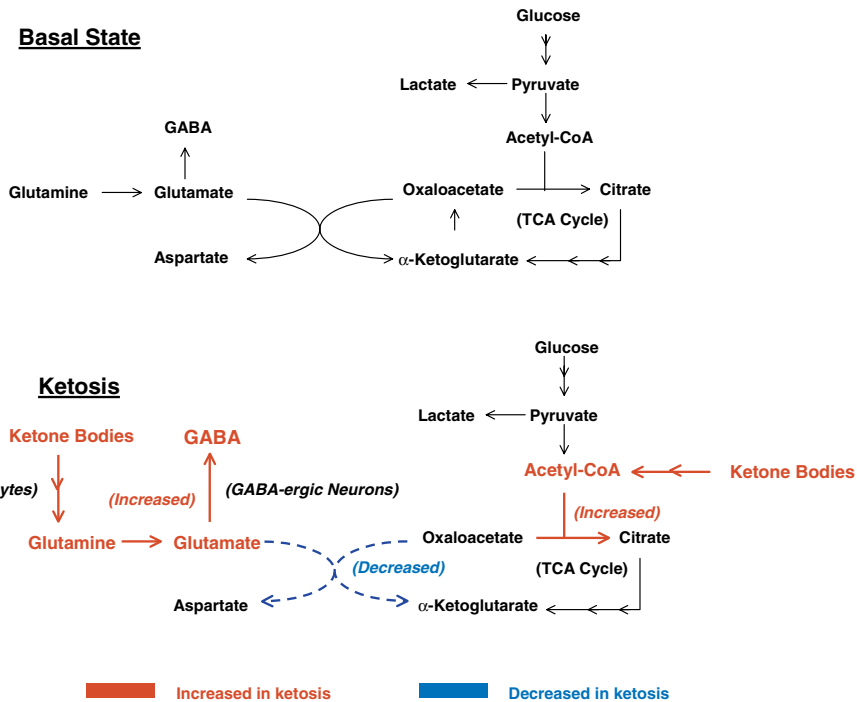 Basal State
Glucose
Lactate
Pyruvate
GABA
Acetyl-CoA
Glutamine
Glutamate
Oxaloacetate
Citrate
(TCA Cycle)
Aspartate
α-Ketoglutarate
Ketosis
Glucose
Lactate
Pyruvate
Ketone Bodies
GABA
Acetyl-CoA
Ketone Bodies
ytes)
(Increased)
(GABA-ergic Neurons)
(Increased)
Glutamine
Glutamate
Oxaloacetate
Citrate
(Decreased)
(TCA Cycle)
Aspartate
α-Ketoglutarate
Increased in ketosis
Decreased in ketosis